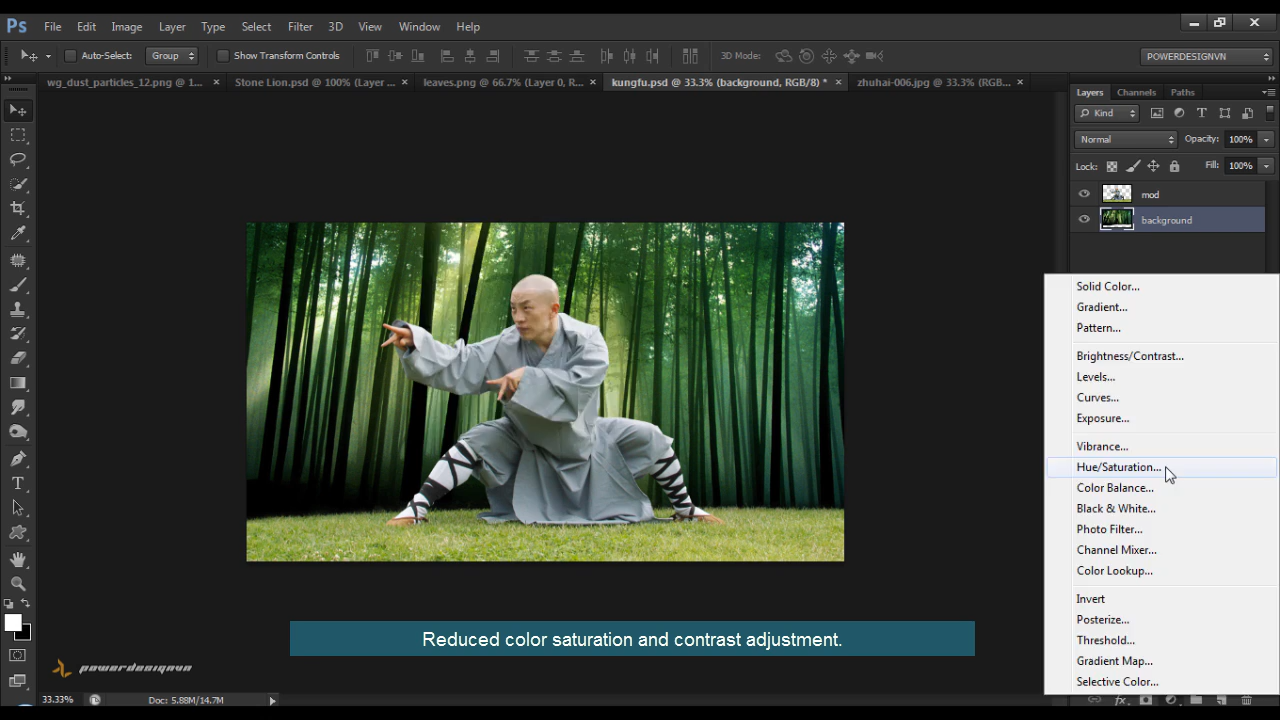 Ps File Edit Image Layer Type Select Filter 3D View Window Help
Auto-Select: Group Show Transform Controls 3D Mode: POWERDESIGNVN
wg_dust_particles_12.png @ 1... × Stone Lion.psd @ 100% (Layer ... × leaves.png @ 66.7% (Layer 0, R... × kungfu.psd @ 33.3% (background, RGB/8) * × zhuhai-006.jpg @ 33.3% (RGB... ×
Layers Channels Paths
Kind
Normal Opacity: 100%
Lock: Fill: 100%
mod
background
Solid Color...
Gradient...
Pattern...
Brightness/Contrast...
Levels...
Curves...
Exposure...
Vibrance...
Hue/Saturation...
Color Balance...
Black & White...
Photo Filter...
Channel Mixer...
Color Lookup...
Invert
Posterize...
Threshold...
Gradient Map...
Selective Color...
Reduced color saturation and contrast adjustment.
powerdesignvn
33.33% Doc: 5.88M/14.7M
fx